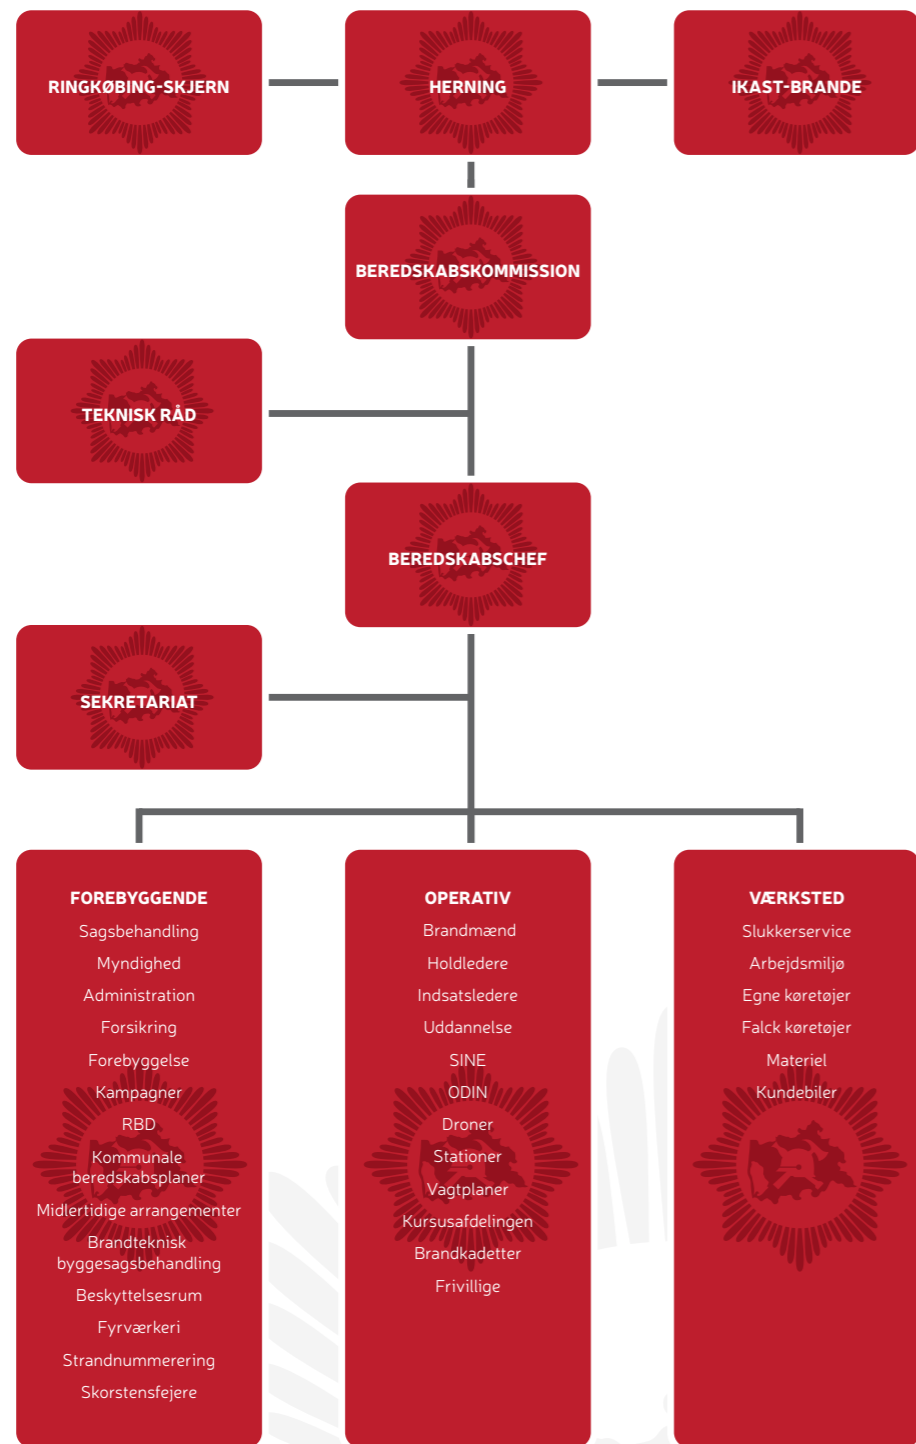 RINGKØBING-SKJERN
HERNING
IKAST-BRANDE
BEREDSKABSKOMMISSION
TEKNISK RÅD
BEREDSKABSCHEF
SEKRETARIAT
FOREBYGGENDE
Sagsbehandling
Myndighed
Administration
Forsikring
Forebyggelse
Kampagner
RBD
Kommunale
beredskabsplaner
Midlertidige arrangementer
Brandteknisk
byggesagsbehandling
Beskyttelsesrum
Fyrværkeri
Strandnummerering
Skorstensfejere
OPERATIV
Brandmænd
Holdledere
Indsatsledere
Uddannelse
SINE
ODIN
Droner
Stationer
Vagtplaner
Kursusafdelingen
Brandkadetter
Frivillige
VÆRKSTED
Slukkerservice
Arbejdsmiljø
Egne køretøjer
Falck køretøjer
Materiel
Kundebiler